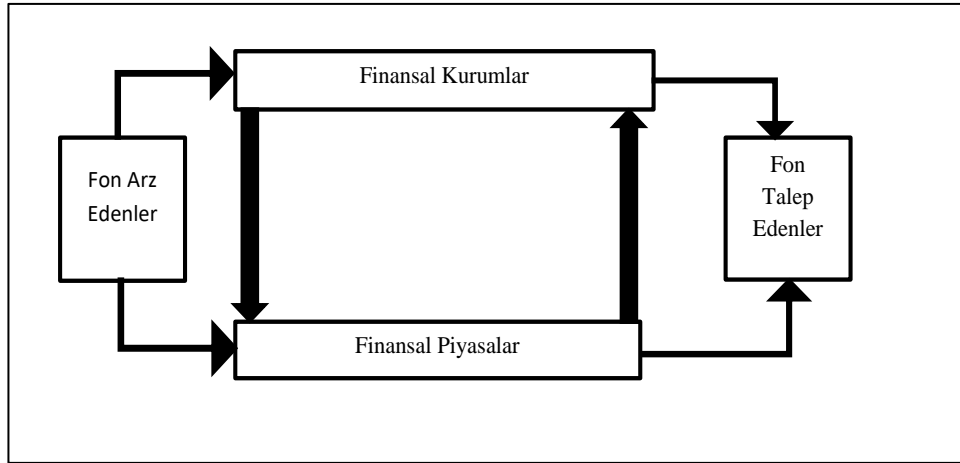 Finansal Kurumlar
Fon Arz
Edenler
Fon
Talep
Edenler
Finansal Piyasalar